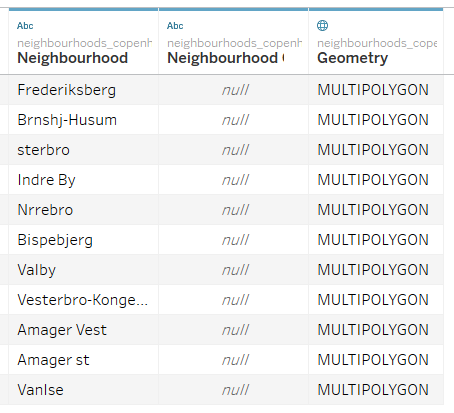 Abc Abc
neighbourhoods_copenh neighbourhoods_copenh neighbourhoods_cope
Neighbourhood Neighbourhood Geometry
Frederiksberg null MULTIPOLYGON
Brnshj-Husum null MULTIPOLYGON
sterbro null MULTIPOLYGON
Indre By null MULTIPOLYGON
Nrrebro null MULTIPOLYGON
Bispebjerg null MULTIPOLYGON
Valby null MULTIPOLYGON
Vesterbro-Konge... null MULTIPOLYGON
Amager Vest null MULTIPOLYGON
Amager st null MULTIPOLYGON
Vanlse null MULTIPOLYGON